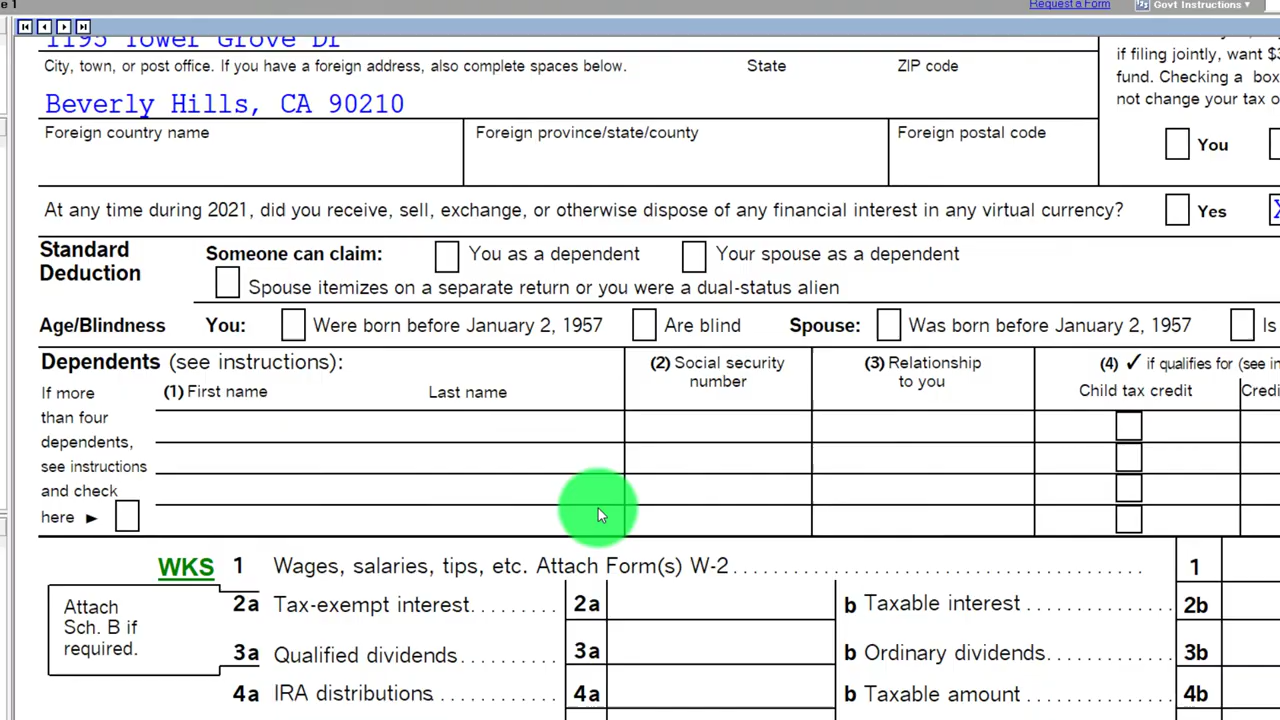 e 1
Request a Form
Govt Instructions
1195 Tower Grove Dr
City, town, or post office. If you have a foreign address, also complete spaces below. State ZIP code
Beverly Hills, CA 90210
Foreign country name Foreign province/state/county Foreign postal code
if filing jointly, want $3
fund. Checking a box
not change your tax o
You
At any time during 2021, did you receive, sell, exchange, or otherwise dispose of any financial interest in any virtual currency? Yes X
Standard Deduction
Someone can claim: You as a dependent Your spouse as a dependent
Spouse itemizes on a separate return or you were a dual-status alien
Age/Blindness You: Were born before January 2, 1957 Are blind Spouse: Was born before January 2, 1957 Is
Dependents (see instructions):
(2) Social security number
(3) Relationship to you
(4) ✓ if qualifies for (see in
(1) First name Last name
Child tax credit Credi
If more
than four
dependents,
see instructions
and check
here ►
WKS 1 Wages, salaries, tips, etc. Attach Form(s) W-2 1
Attach
Sch. B if
required.
2a Tax-exempt interest 2a b Taxable interest 2b
3a Qualified dividends 3a b Ordinary dividends 3b
4a IRA distributions 4a b Taxable amount 4b